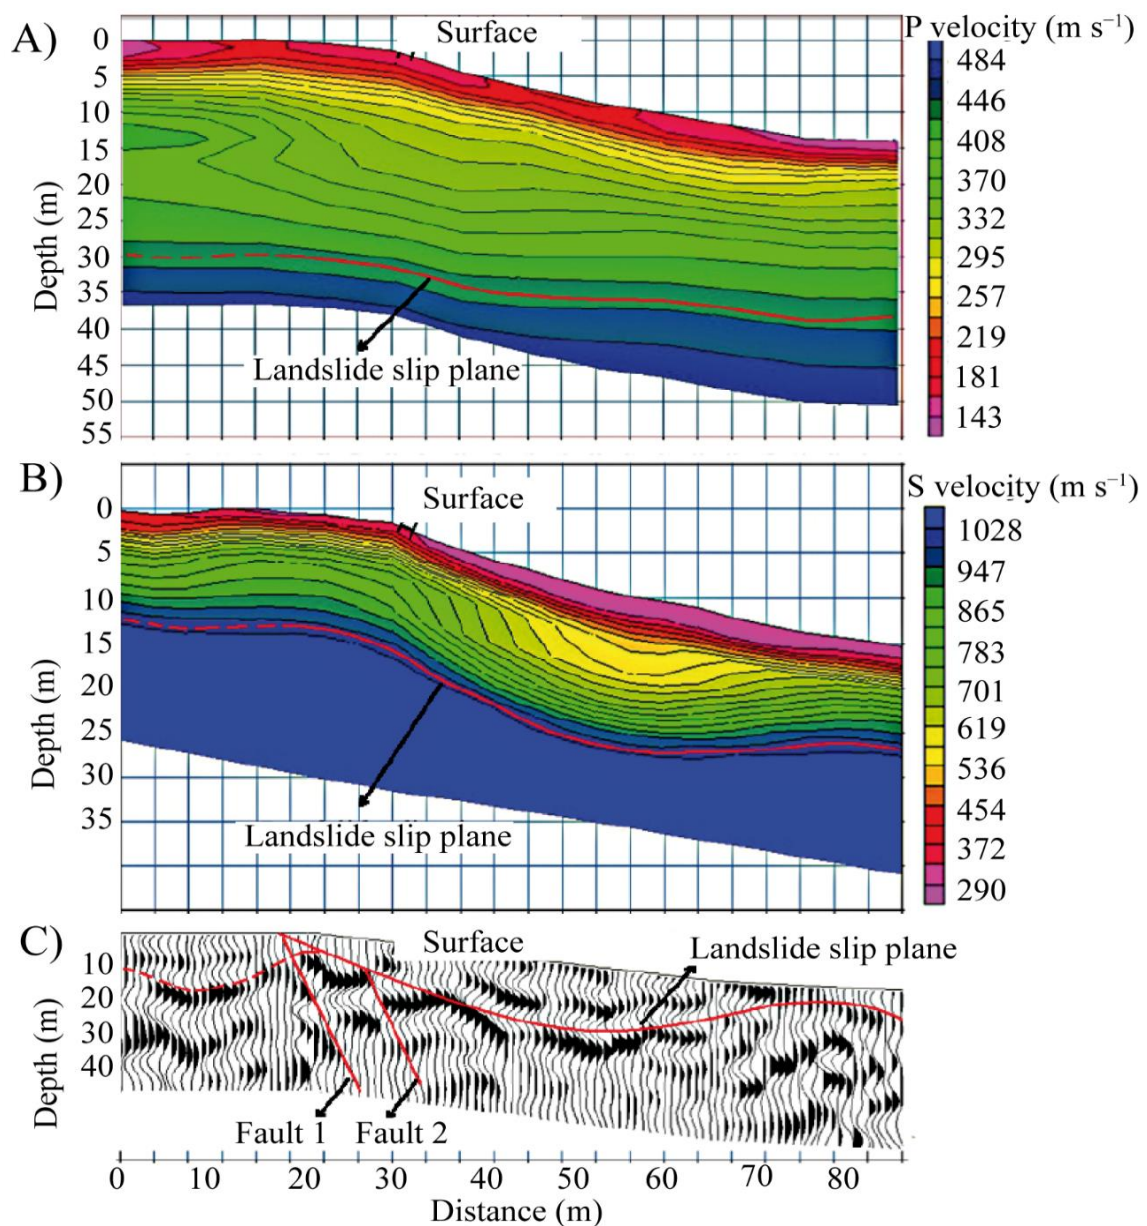 A)
Surface
P velocity (m s⁻¹)
0
5
10
15
20
25
30
35
40
45
50
55
Depth (m)
Landslide slip plane
484
446
408
370
332
295
257
219
181
143
B)
Surface
S velocity (m s⁻¹)
0
5
10
15
20
25
30
35
Depth (m)
Landslide slip plane
1028
947
865
783
701
619
536
454
372
290
C)
Surface
Landslide slip plane
10
20
30
40
Depth (m)
Fault 1
Fault 2
0 10 20 30 40 50 60 70 80
Distance (m)